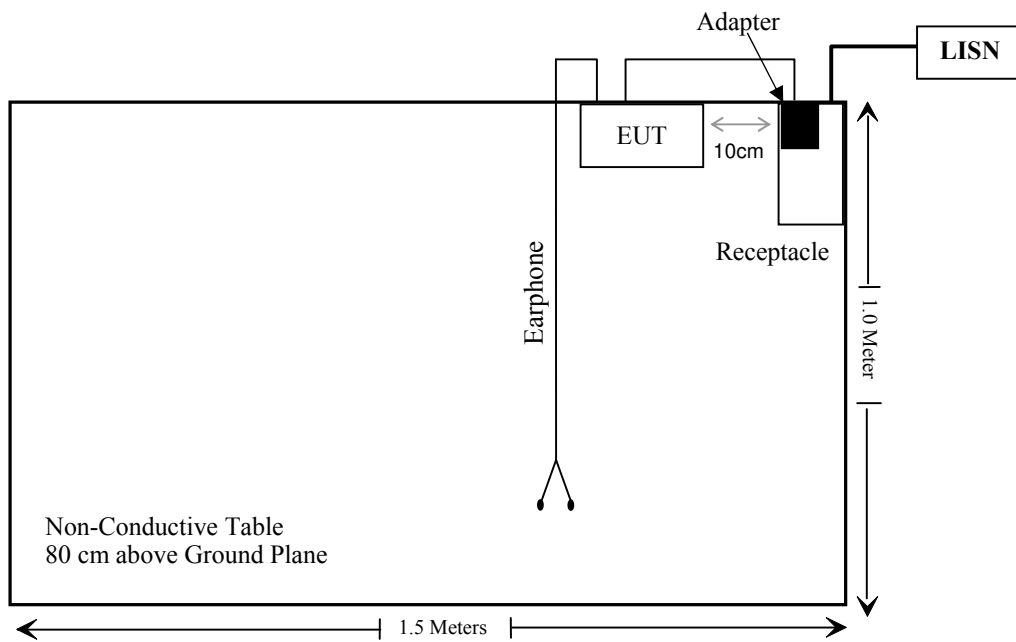 Adapter
LISN
EUT
10cm
Receptacle
Earphone
1.0 Meter
Non-Conductive Table
80 cm above Ground Plane
1.5 Meters